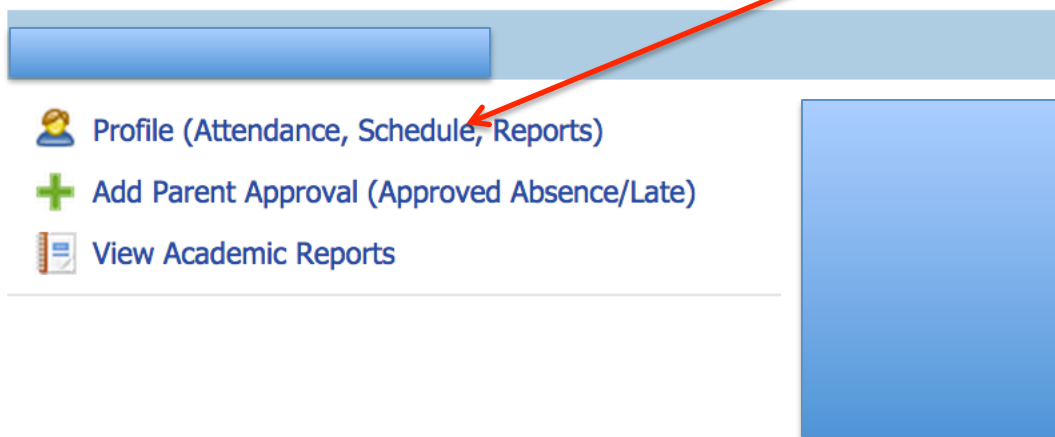 Profile (Attendance, Schedule, Reports)
Add Parent Approval (Approved Absence/Late)
View Academic Reports